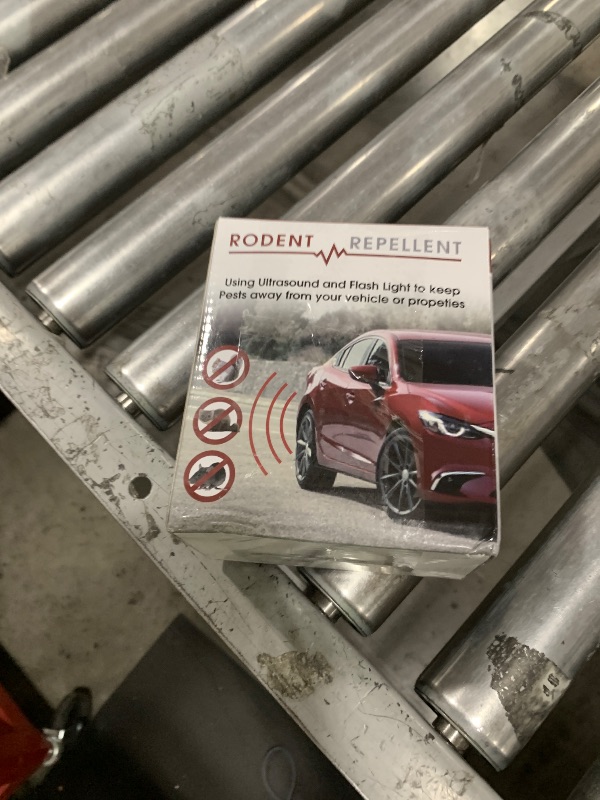 RODENT REPELLENT
Using Ultrasound and Flash Light to keep
Pests away from your vehicle or propeties